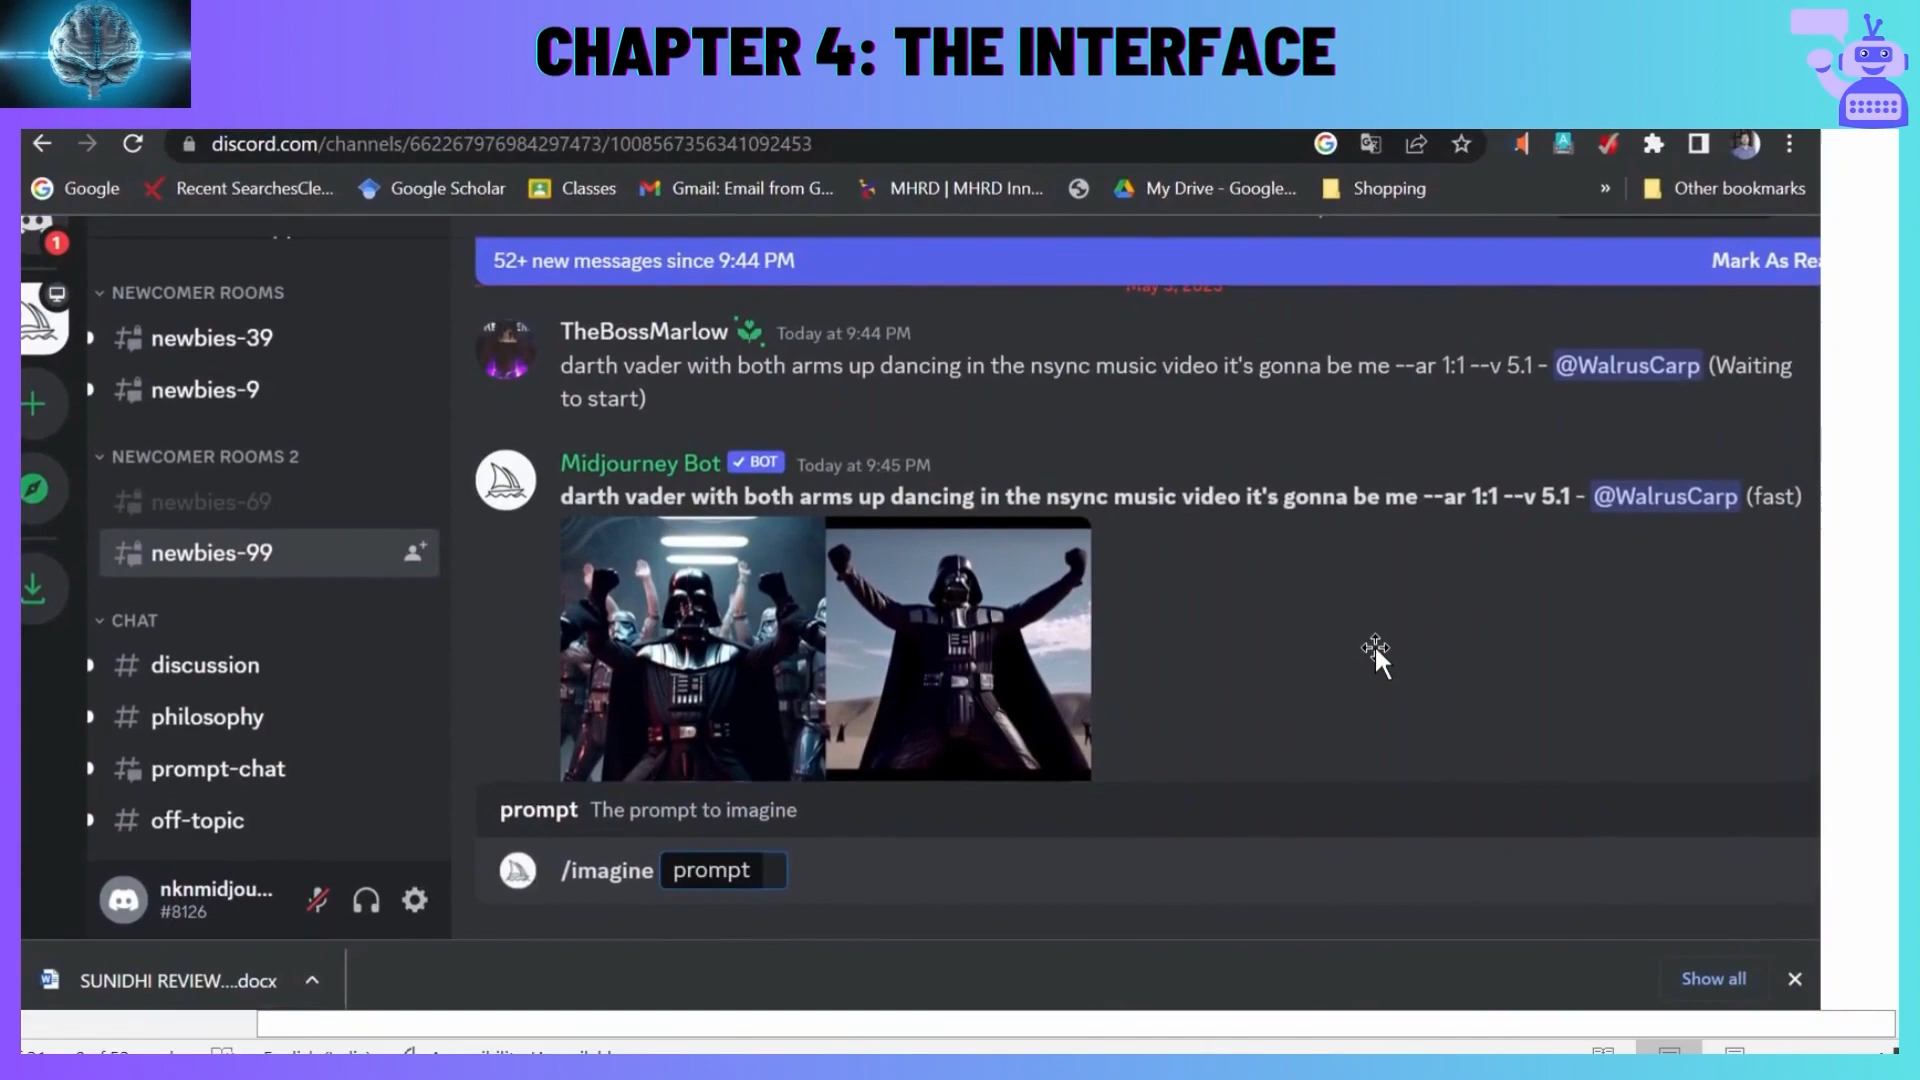 CHAPTER 4: THE INTERFACE
discord.com/channels/662267976984297473/1008567356341092453
Google
Recent SearchesCle...
Google Scholar
Classes
Gmail: Email from G...
MHRD | MHRD Inn...
My Drive - Google...
Shopping
»
Other bookmarks
1
52+ new messages since 9:44 PM
Mark As Rea
May 3, 2023
NEWCOMER ROOMS
newbies-39
newbies-9
NEWCOMER ROOMS 2
newbies-69
newbies-99
CHAT
discussion
philosophy
prompt-chat
off-topic
nknmidjou...
#8126
TheBossMarlow Today at 9:44 PM
darth vader with both arms up dancing in the nsync music video it's gonna be me --ar 1:1 --v 5.1 - @WalrusCarp (Waiting
to start)
Midjourney Bot BOT Today at 9:45 PM
darth vader with both arms up dancing in the nsync music video it's gonna be me --ar 1:1 --v 5.1 - @WalrusCarp (fast)
prompt The prompt to imagine
/imagine prompt
SUNIDHI REVIEW....docx
Show all